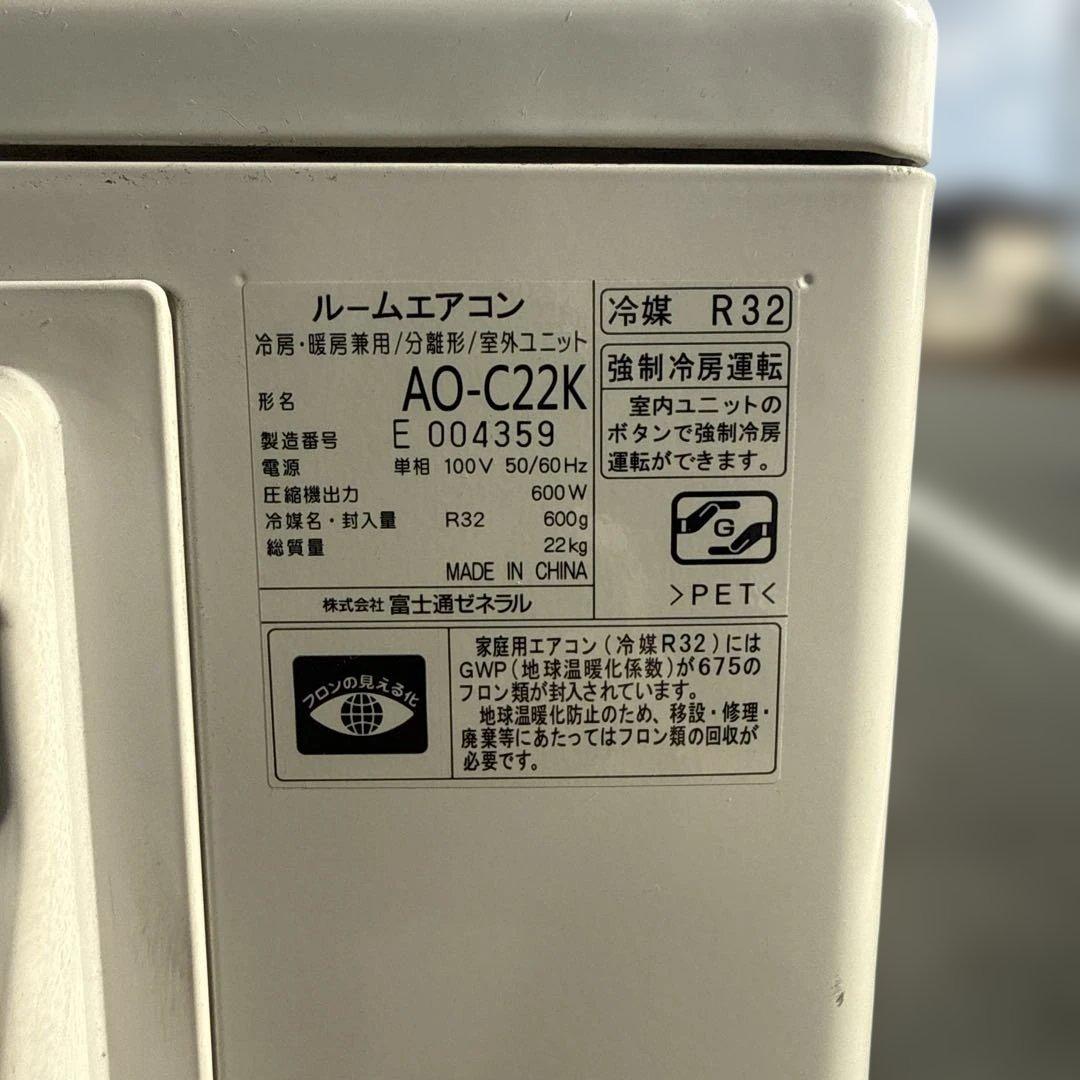 ルームエアコン
冷房・暖房兼用/分離形/室外ユニット
形名 AO-C22K
製造番号 E 004359
電源 単相 100V 50/60Hz
圧縮機出力 600W
冷媒名・封入量 R32 600g
総質量 22kg
MADE IN CHINA
株式会社 富士通ゼネラル
冷媒 R32
強制冷房運転
室内ユニットの
ボタンで強制冷房
運転ができます。
G
>PET<
フロンの見える化
家庭用エアコン(冷媒R32)には
GWP(地球温暖化係数)が675の
フロン類が封入されています。
地球温暖化防止のため、移設・修理・
廃棄等にあたってはフロン類の回収が
必要です。